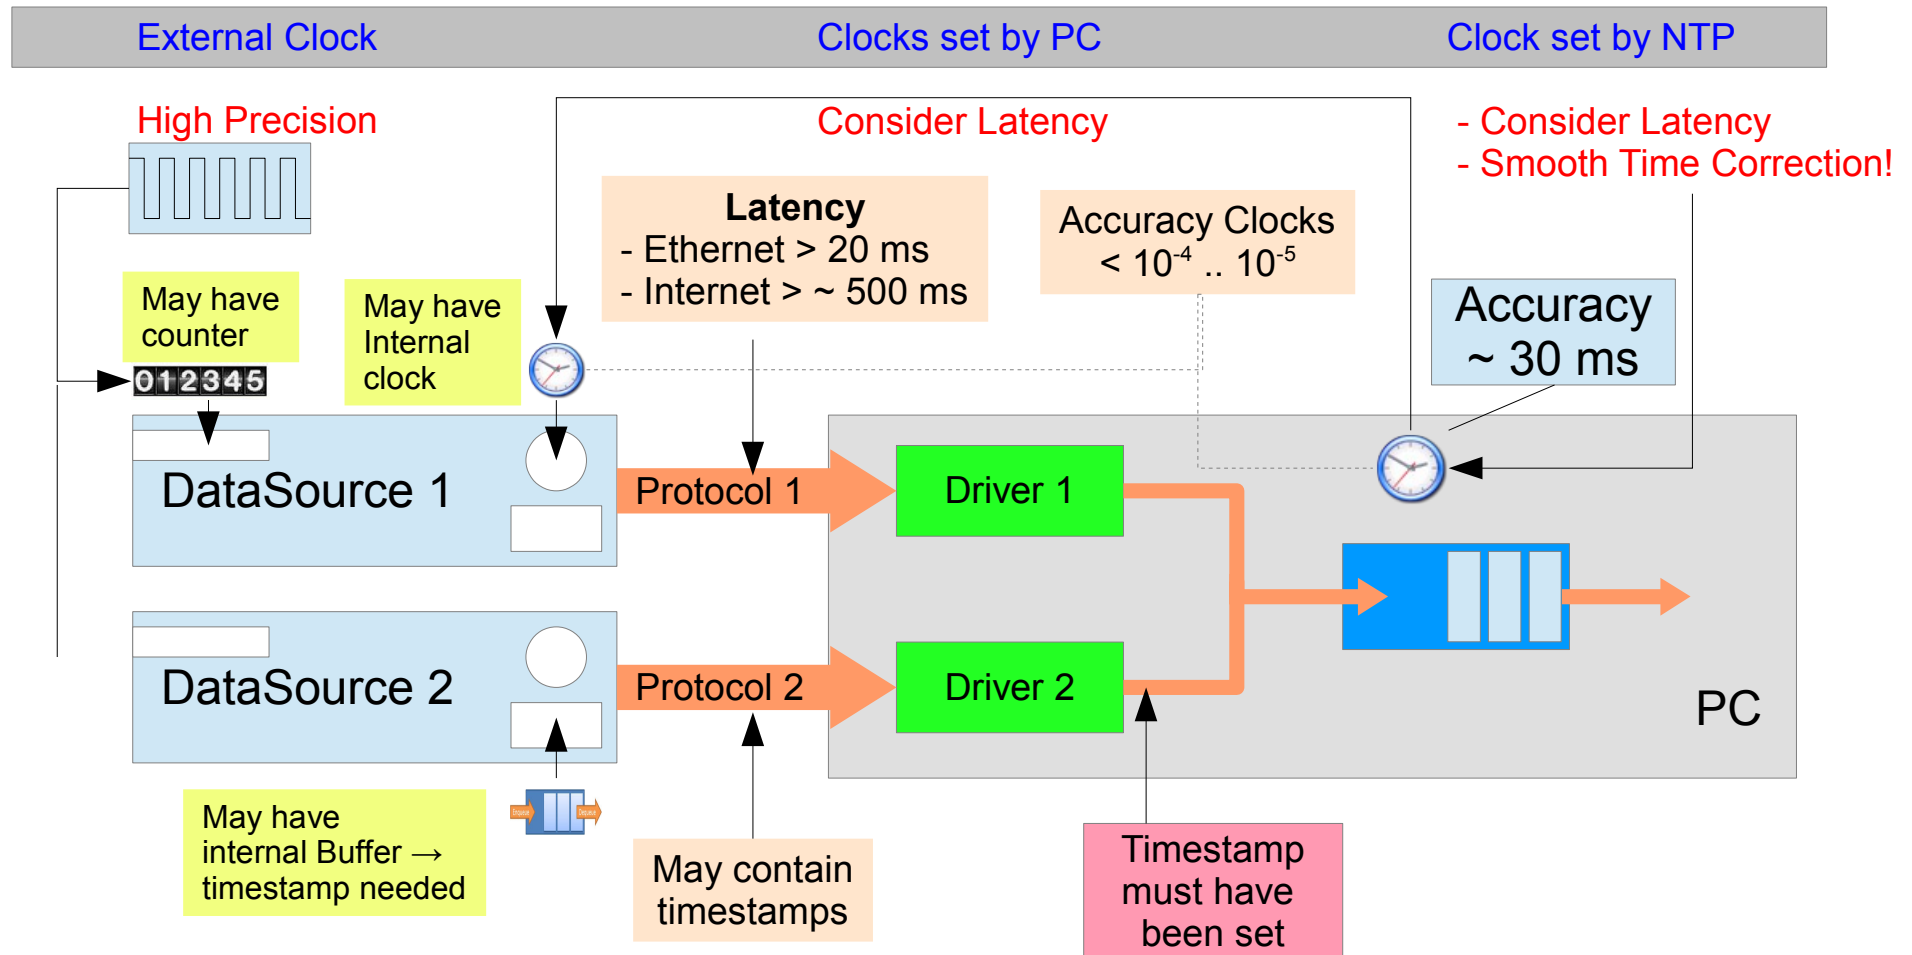 External Clock
Clocks set by PC
Clock set by NTP
High Precision
Consider Latency
- Consider Latency
- Smooth Time Correction!
Latency
- Ethernet > 20 ms
- Internet > ~ 500 ms
Accuracy Clocks
< 10⁻⁴ .. 10⁻⁵
May have
counter
May have
Internal
clock
Accuracy
~ 30 ms
012345
DataSource 1
Protocol 1
Driver 1
DataSource 2
Protocol 2
Driver 2
PC
May have
internal Buffer →
timestamp needed
May contain
timestamps
Timestamp
must have
been set